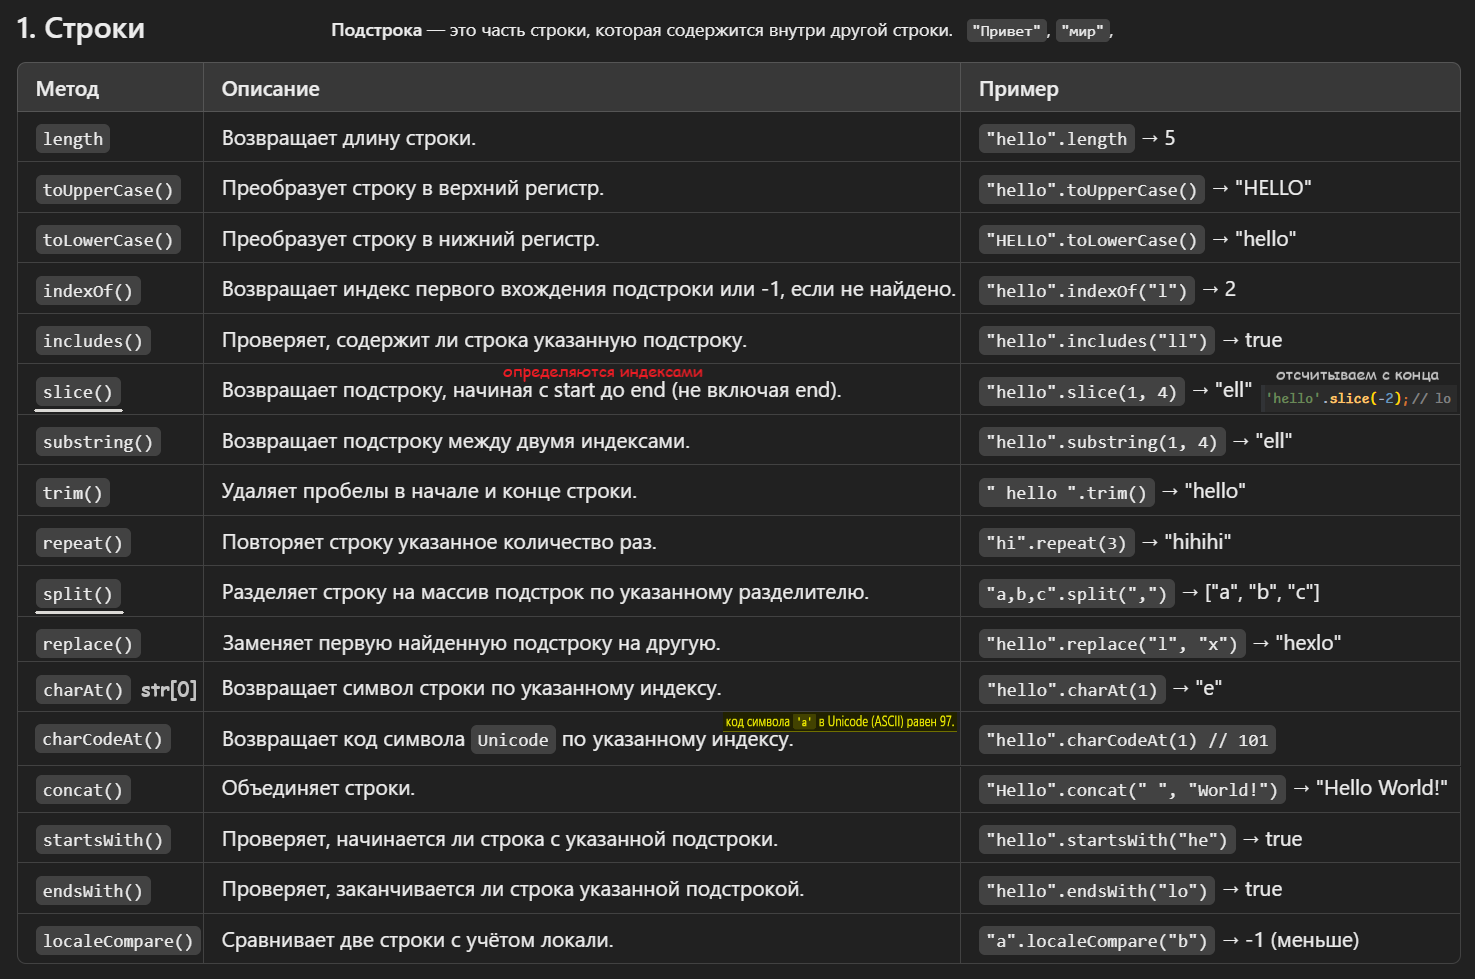 1. Строки
Подстрока — это часть строки, которая содержится внутри другой строки. "Привет", "мир",
Метод Описание Пример
length Возвращает длину строки. "hello".length → 5
toUpperCase() Преобразует строку в верхний регистр. "hello".toUpperCase() → "HELLO"
toLowerCase() Преобразует строку в нижний регистр. "HELLO".toLowerCase() → "hello"
indexOf() Возвращает индекс первого вхождения подстроки или -1, если не найдено. "hello".indexOf("l") → 2
includes() Проверяет, содержит ли строка указанную подстроку. "hello".includes("ll") → true
определяются индексами
slice() Возвращает подстроку, начиная с start до end (не включая end). "hello".slice(1, 4) → "ell"
отсчитываем с конца
'hello'.slice(-2); // lo
substring() Возвращает подстроку между двумя индексами. "hello".substring(1, 4) → "ell"
trim() Удаляет пробелы в начале и конце строки. " hello ".trim() → "hello"
repeat() Повторяет строку указанное количество раз. "hi".repeat(3) → "hihihi"
split() Разделяет строку на массив подстрок по указанному разделителю. "a,b,c".split(",") → ["a", "b", "c"]
replace() Заменяет первую найденную подстроку на другую. "hello".replace("l", "x") → "hexlo"
charAt() str[0] Возвращает символ строки по указанному индексу. "hello".charAt(1) → "e"
код символа 'a' в Unicode (ASCII) равен 97.
charCodeAt() Возвращает код символа Unicode по указанному индексу. "hello".charCodeAt(1) // 101
concat() Объединяет строки. "Hello".concat(" ", "World!") → "Hello World!"
startsWith() Проверяет, начинается ли строка с указанной подстроки. "hello".startsWith("he") → true
endsWith() Проверяет, заканчивается ли строка указанной подстрокой. "hello".endsWith("lo") → true
localeCompare() Сравнивает две строки с учётом локали. "a".localeCompare("b") → -1 (меньше)